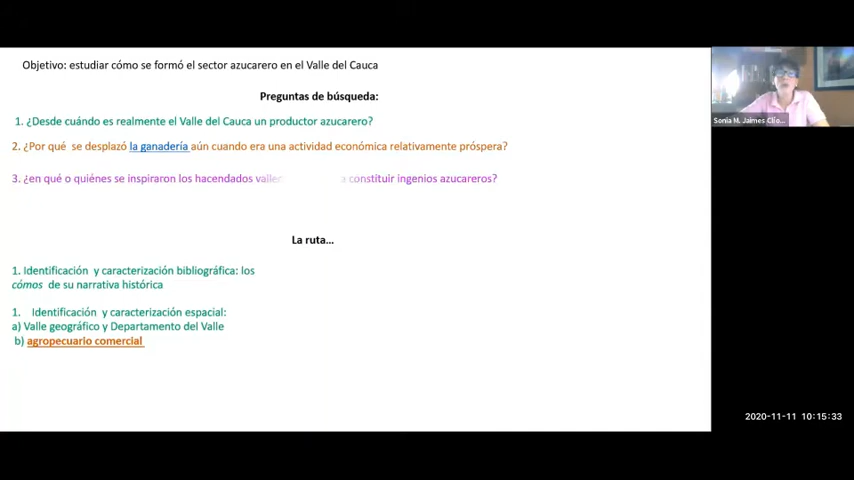 Objetivo: estudiar cómo se formó el sector azucarero en el Valle del Cauca
Preguntas de búsqueda:
1. ¿Desde cuándo es realmente el Valle del Cauca un productor azucarero?
2. ¿Por qué se desplazó la ganadería aún cuando era una actividad económica relativamente próspera?
3. ¿en qué o quiénes se inspiraron los hacendados constituir ingenios azucareros?
La ruta...
1. Identificación y caracterización bibliográfica: los
cómos de su narrativa histórica
1. Identificación y caracterización espacial:
a) Valle geográfico y Departamento del Valle
b) agropecuario comercial
Sonia M. Jaimes Clío...
2020-11-11 10:15:33